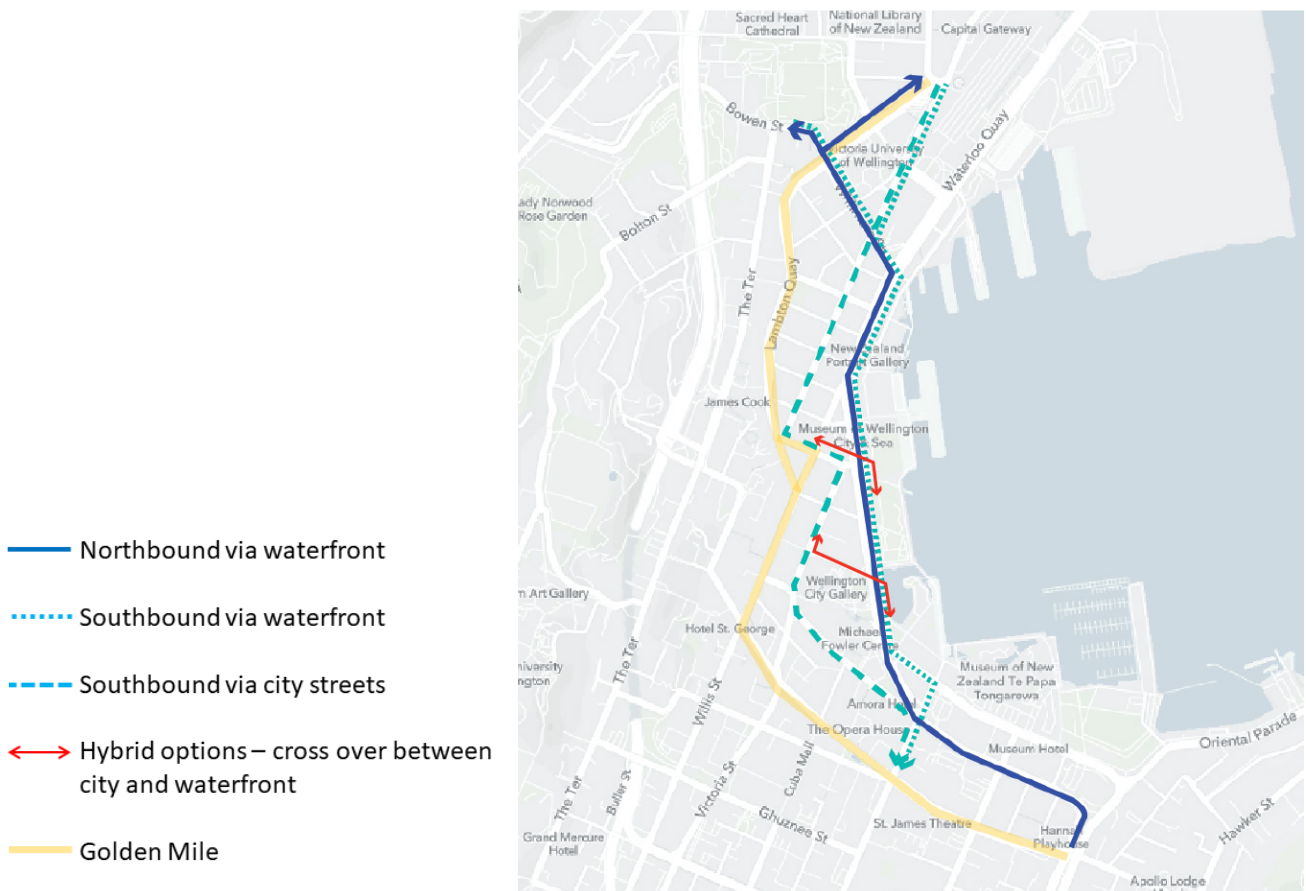 Northbound via waterfront
Southbound via waterfront
Southbound via city streets
Hybrid options – cross over between
city and waterfront
Golden Mile
Sacred Heart
Cathedral
National Library
of New Zealand
Capital Gateway
Bowen St
Victoria University
of Wellington
Waterloo Quay
ady Norwood
Rose Garden
Bolton St
The Ter
Lambton Quay
New Zealand
Portrait Gallery
James Cook
Museum of Wellington
City & Sea
m Art Gallery
Wellington
City Gallery
Hotel St. George
Michael
Fowler Centre
niversity
ngton
The Ter
Museum of New
Zealand Te Papa
Tongarewa
Willis St
Amora Hotel
The Opera House
Museum Hotel
Oriental Parade
The Ter
Buller St
Victoria St
Cuba Mall
Ghuznee St
St. James Theatre
Hannah
Playhouse
Hawker St
Grand Mercure
Hotel
Apollo Lodge